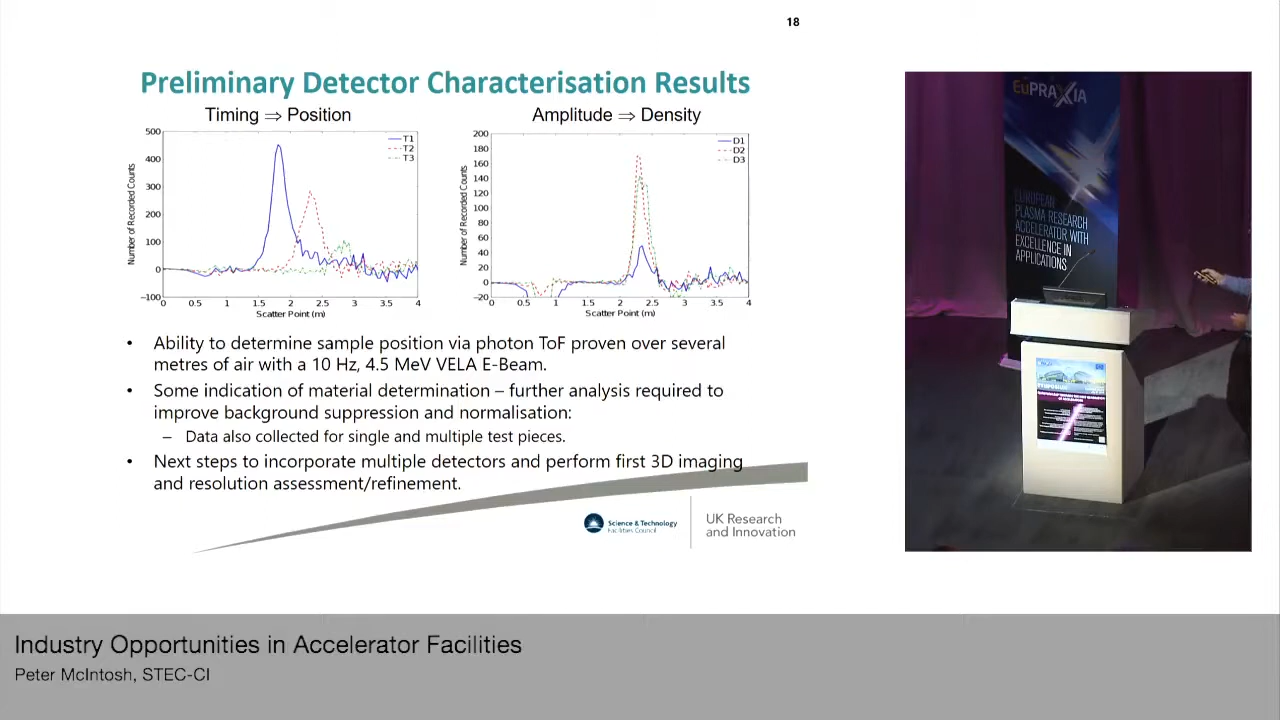 18
Preliminary Detector Characterisation Results
Timing ⇒ Position
500
400
300
200
100
0
−100
Number of Recorded Counts
T1
T2
T3
0 0.5 1 1.5 2 2.5 3 3.5 4
Scatter Point (m)
Amplitude ⇒ Density
200
180
160
140
120
100
80
60
40
20
0
−20
Number of Recorded Counts
D1
D2
D3
0 0.5 1 1.5 2 2.5 3 3.5 4
Scatter Point (m)
• Ability to determine sample position via photon ToF proven over several
metres of air with a 10 Hz, 4.5 MeV VELA E-Beam.
• Some indication of material determination – further analysis required to
improve background suppression and normalisation:
– Data also collected for single and multiple test pieces.
• Next steps to incorporate multiple detectors and perform first 3D imaging
and resolution assessment/refinement.
Science & Technology
Facilities Council
UK Research
and Innovation
EuPRAXIA
EUROPEAN
PLASMA RESEARCH
ACCELERATOR WITH
EXCELLENCE IN
APPLICATIONS
SYMPOSIUM
Industry Opportunities in Accelerator Facilities
Peter McIntosh, STEC-CI